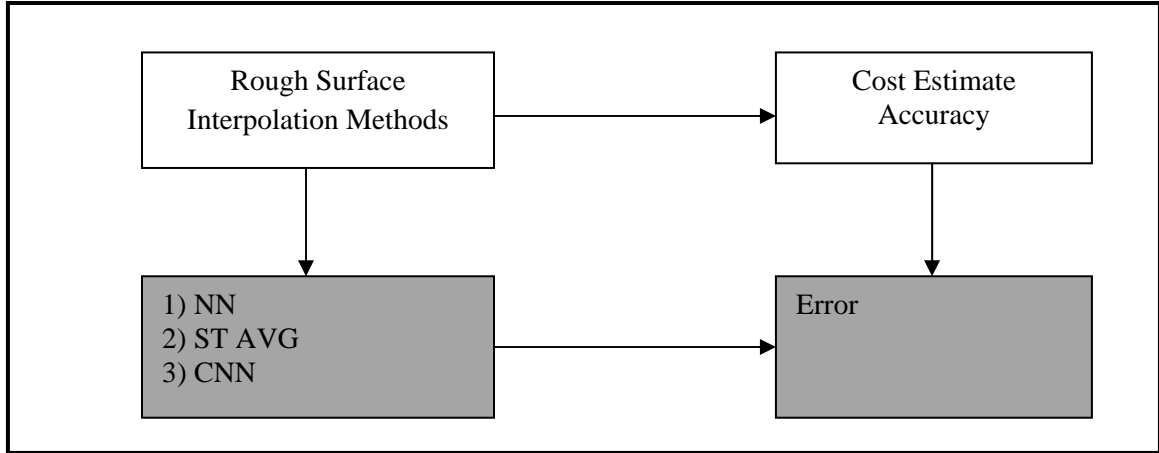 Rough Surface
Interpolation Methods
Cost Estimate
Accuracy
1) NN
2) ST AVG
3) CNN
Error